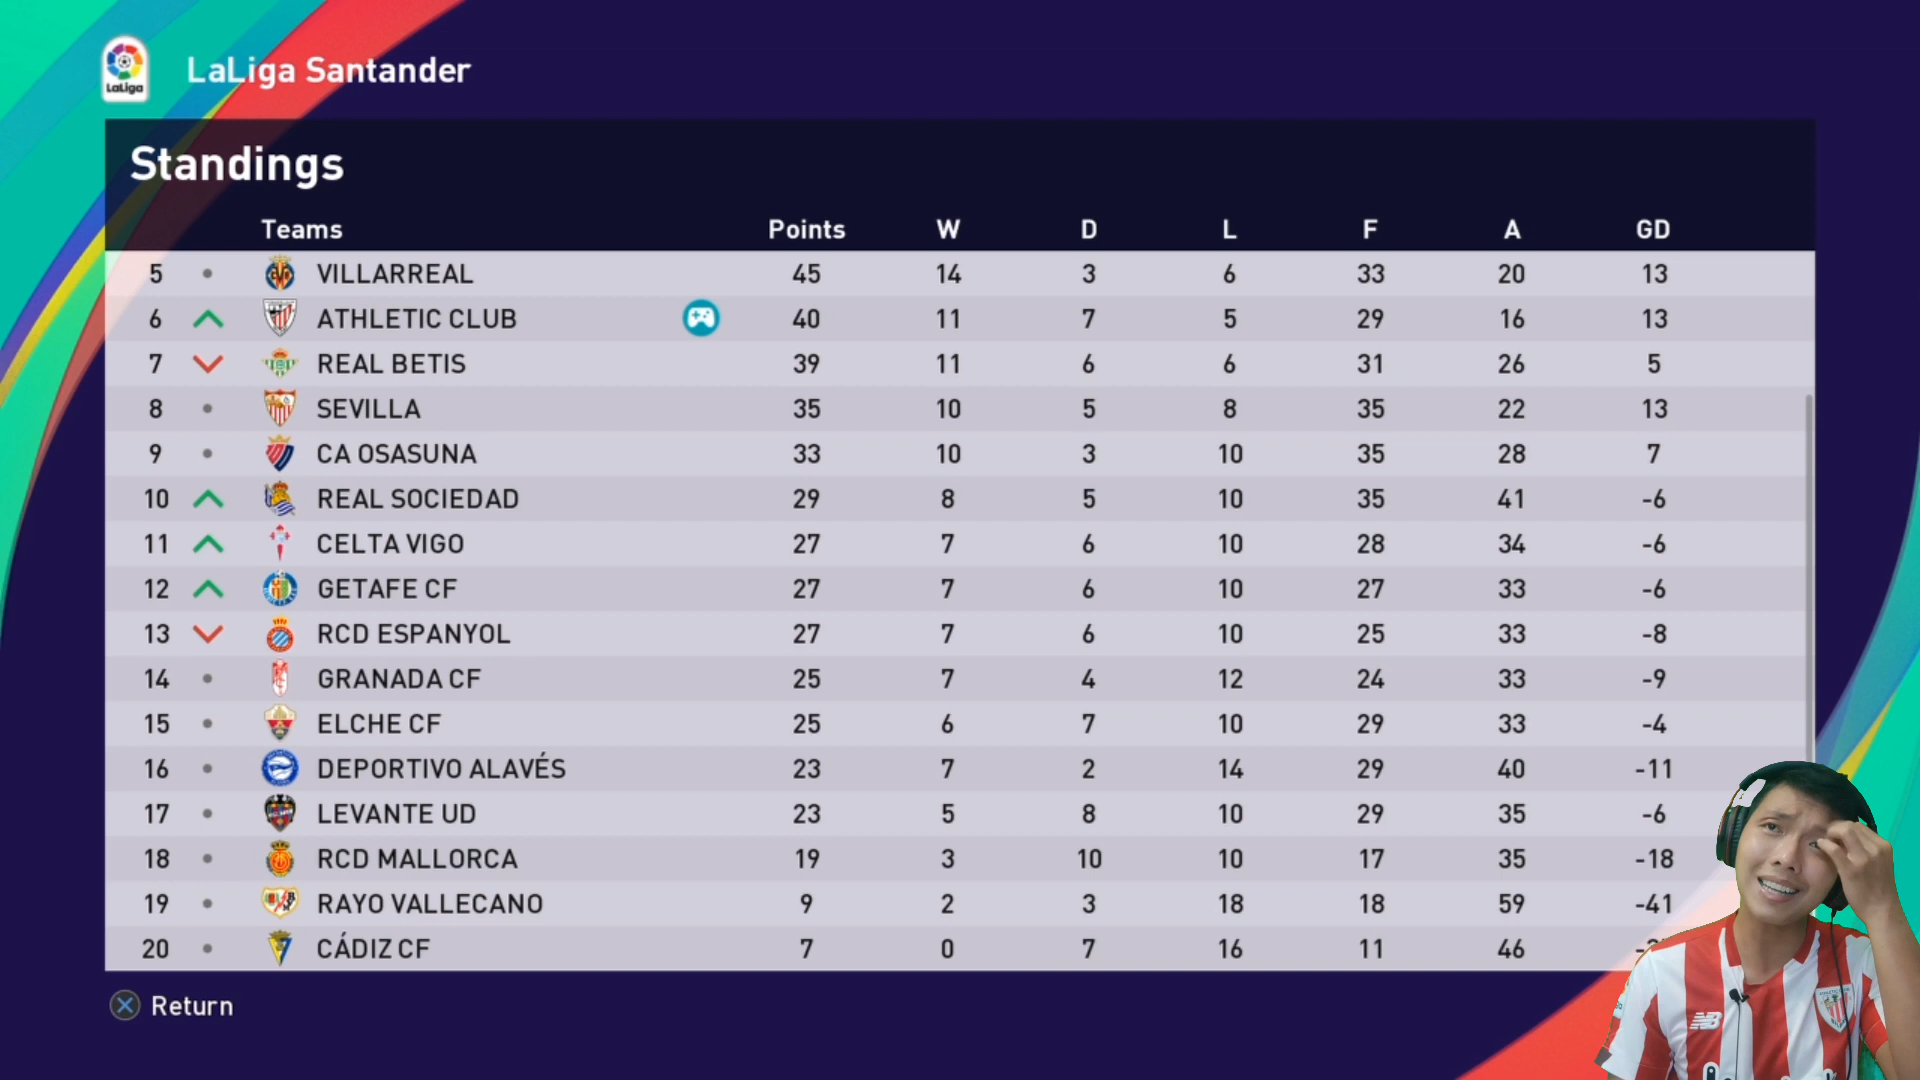 LaLiga
LaLiga Santander
Standings
Teams Points W D L F A GD
5 VILLARREAL 45 14 3 6 33 20 13
6 ATHLETIC CLUB 40 11 7 5 29 16 13
7 REAL BETIS 39 11 6 6 31 26 5
8 SEVILLA 35 10 5 8 35 22 13
9 CA OSASUNA 33 10 3 10 35 28 7
10 REAL SOCIEDAD 29 8 5 10 35 41 -6
11 CELTA VIGO 27 7 6 10 28 34 -6
12 GETAFE CF 27 7 6 10 27 33 -6
13 RCD ESPANYOL 27 7 6 10 25 33 -8
14 GRANADA CF 25 7 4 12 24 33 -9
15 ELCHE CF 25 6 7 10 29 33 -4
16 DEPORTIVO ALAVÉS 23 7 2 14 29 40 -11
17 LEVANTE UD 23 5 8 10 29 35 -6
18 RCD MALLORCA 19 3 10 10 17 35 -18
19 RAYO VALLECANO 9 2 3 18 18 59 -41
20 CÁDIZ CF 7 0 7 16 11 46
Return
NB